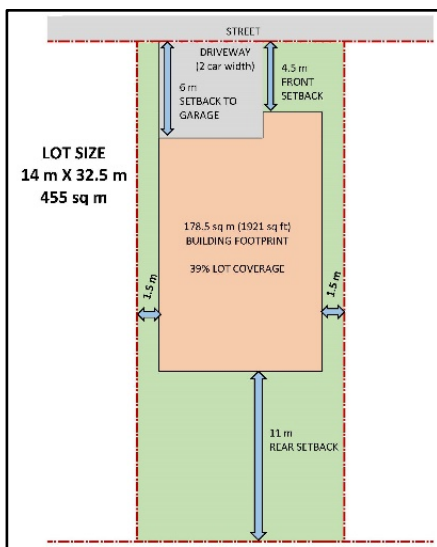 STREET
DRIVEWAY
(2 car width)
6 m
SETBACK TO
GARAGE
4.5 m
FRONT
SETBACK
LOT SIZE
14 m X 32.5 m
455 sq m
178.5 sq m (1921 sq ft)
BUILDING FOOTPRINT
39% LOT COVERAGE
1.5 m
1.5 m
11 m
REAR SETBACK